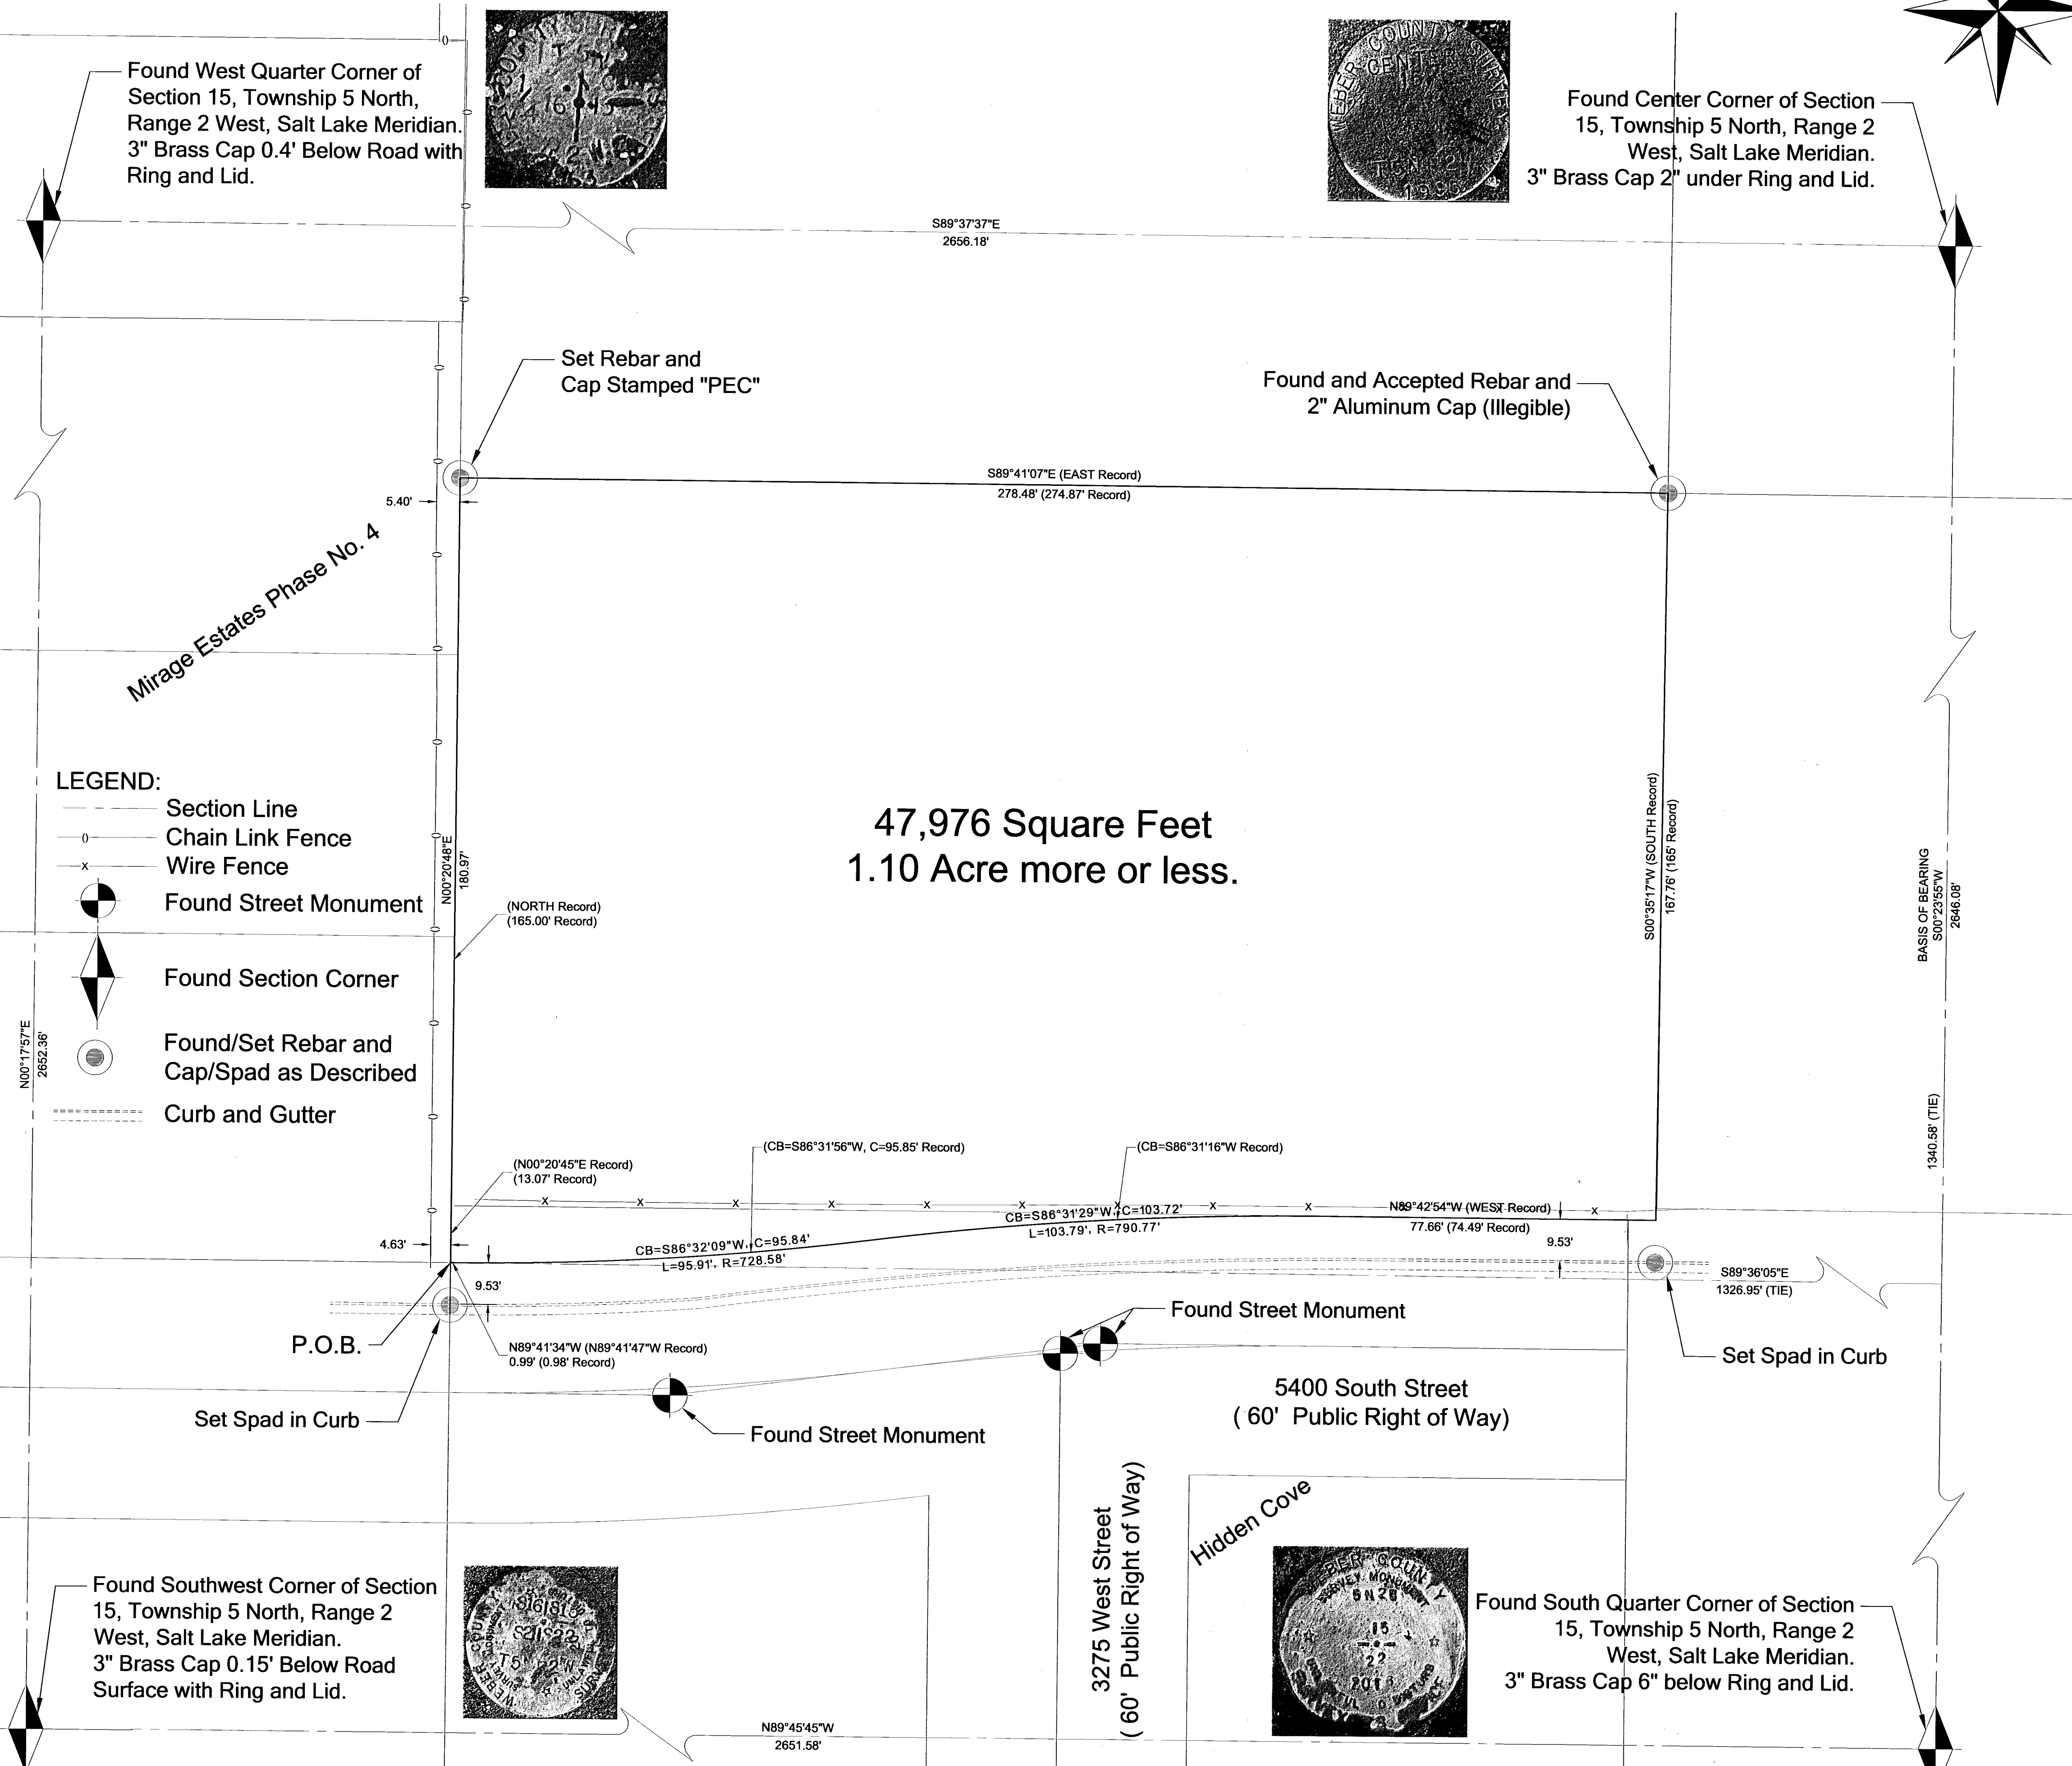 Found West Quarter Corner of
Section 15, Township 5 North,
Range 2 West, Salt Lake Meridian.
3" Brass Cap 0.4' Below Road with
Ring and Lid.
WEBER COUNTY SURVEY
CENTER
1995
Found Center Corner of Section
15, Township 5 North, Range 2
West, Salt Lake Meridian.
3" Brass Cap 2" under Ring and Lid.
S89°37'37"E
2656.18'
Set Rebar and
Cap Stamped "PEC"
Found and Accepted Rebar and
2" Aluminum Cap (Illegible)
S89°41'07"E (EAST Record)
278.48' (274.87' Record)
5.40'
Mirage Estates Phase No. 4
LEGEND:
Section Line
Chain Link Fence
Wire Fence
Found Street Monument
Found Section Corner
Found/Set Rebar and
Cap/Spad as Described
Curb and Gutter
N00°17'57"E
2652.36'
N00°20'48"E
180.97'
(NORTH Record)
(165.00' Record)
47,976 Square Feet
1.10 Acre more or less.
S00°35'17"W (SOUTH Record)
167.76' (165' Record)
BASIS OF BEARING
S00°23'55"W
2646.08'
1340.58' (TIE)
(N00°20'45"E Record)
(13.07' Record)
(CB=S86°31'56"W, C=95.85' Record)
(CB=S86°31'16"W Record)
CB=S86°32'09"W, C=95.84'
L=95.91', R=728.58'
CB=S86°31'29"W, C=103.72'
L=103.79', R=790.77'
N89°42'54"W (WEST Record)
77.66' (74.49' Record)
4.63'
9.53'
9.53'
S89°36'05"E
1326.95' (TIE)
P.O.B.
N89°41'34"W (N89°41'47"W Record)
0.99' (0.98' Record)
Set Spad in Curb
Found Street Monument
Found Street Monument
Set Spad in Curb
5400 South Street
( 60' Public Right of Way)
3275 West Street
( 60' Public Right of Way)
Hidden Cove
Found Southwest Corner of Section
15, Township 5 North, Range 2
West, Salt Lake Meridian.
3" Brass Cap 0.15' Below Road
Surface with Ring and Lid.
WEBER COUNTY
SURVEY MONUMENT
15
22
Found South Quarter Corner of Section
15, Township 5 North, Range 2
West, Salt Lake Meridian.
3" Brass Cap 6" below Ring and Lid.
N89°45'45"W
2651.58'